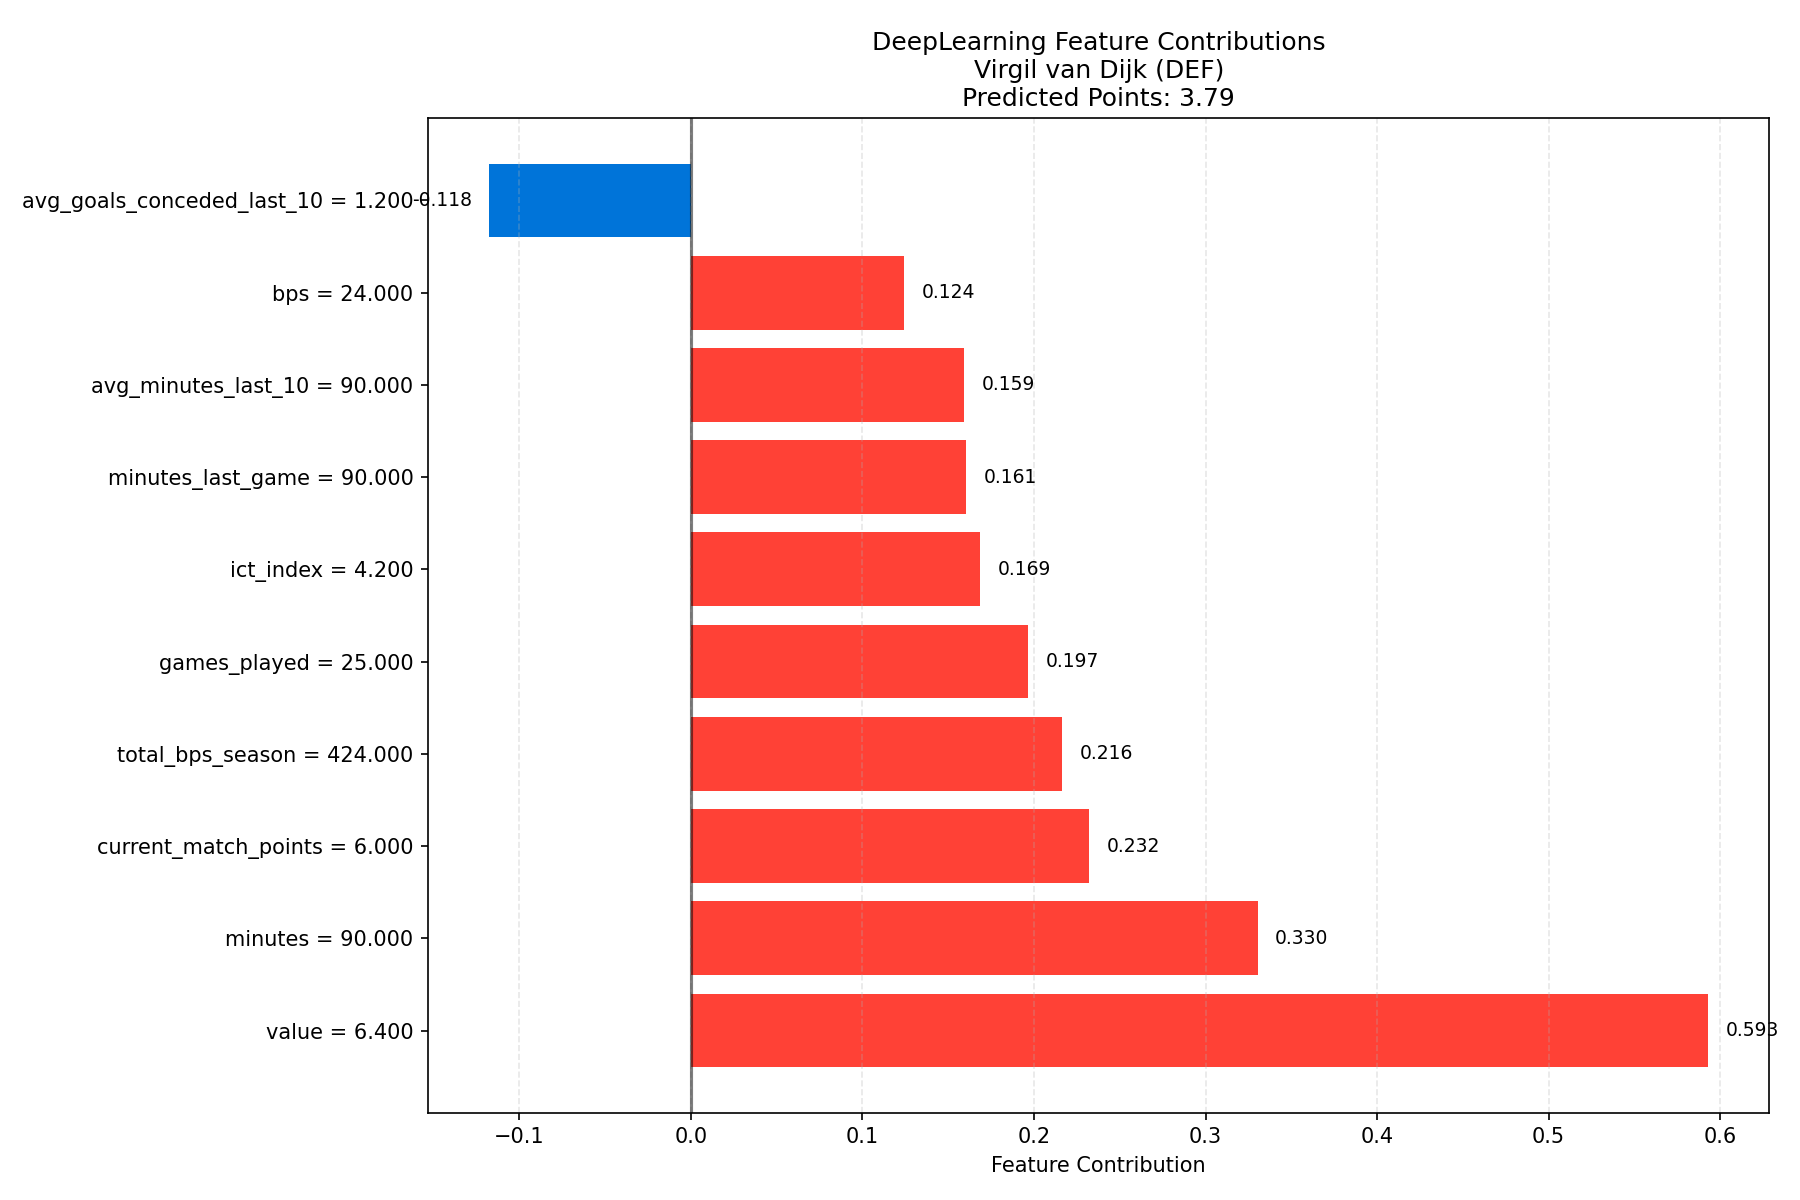 DeepLearning Feature Contributions
Virgil van Dijk (DEF)
Predicted Points: 3.79
avg_goals_conceded_last_10 = 1.200 -0.118
bps = 24.000 0.124
avg_minutes_last_10 = 90.000 0.159
minutes_last_game = 90.000 0.161
ict_index = 4.200 0.169
games_played = 25.000 0.197
total_bps_season = 424.000 0.216
current_match_points = 6.000 0.232
minutes = 90.000 0.330
value = 6.400 0.593
−0.1 0.0 0.1 0.2 0.3 0.4 0.5 0.6
Feature Contribution